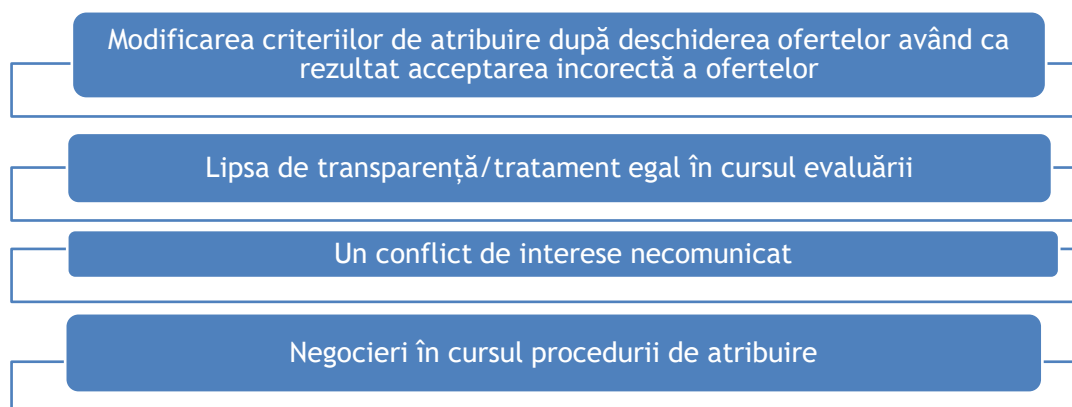 Modificarea criteriilor de atribuire după deschiderea ofertelor având ca
rezultat acceptarea incorectă a ofertelor
Lipsa de transparență/tratament egal în cursul evaluării
Un conflict de interese necomunicat
Negocieri în cursul procedurii de atribuire